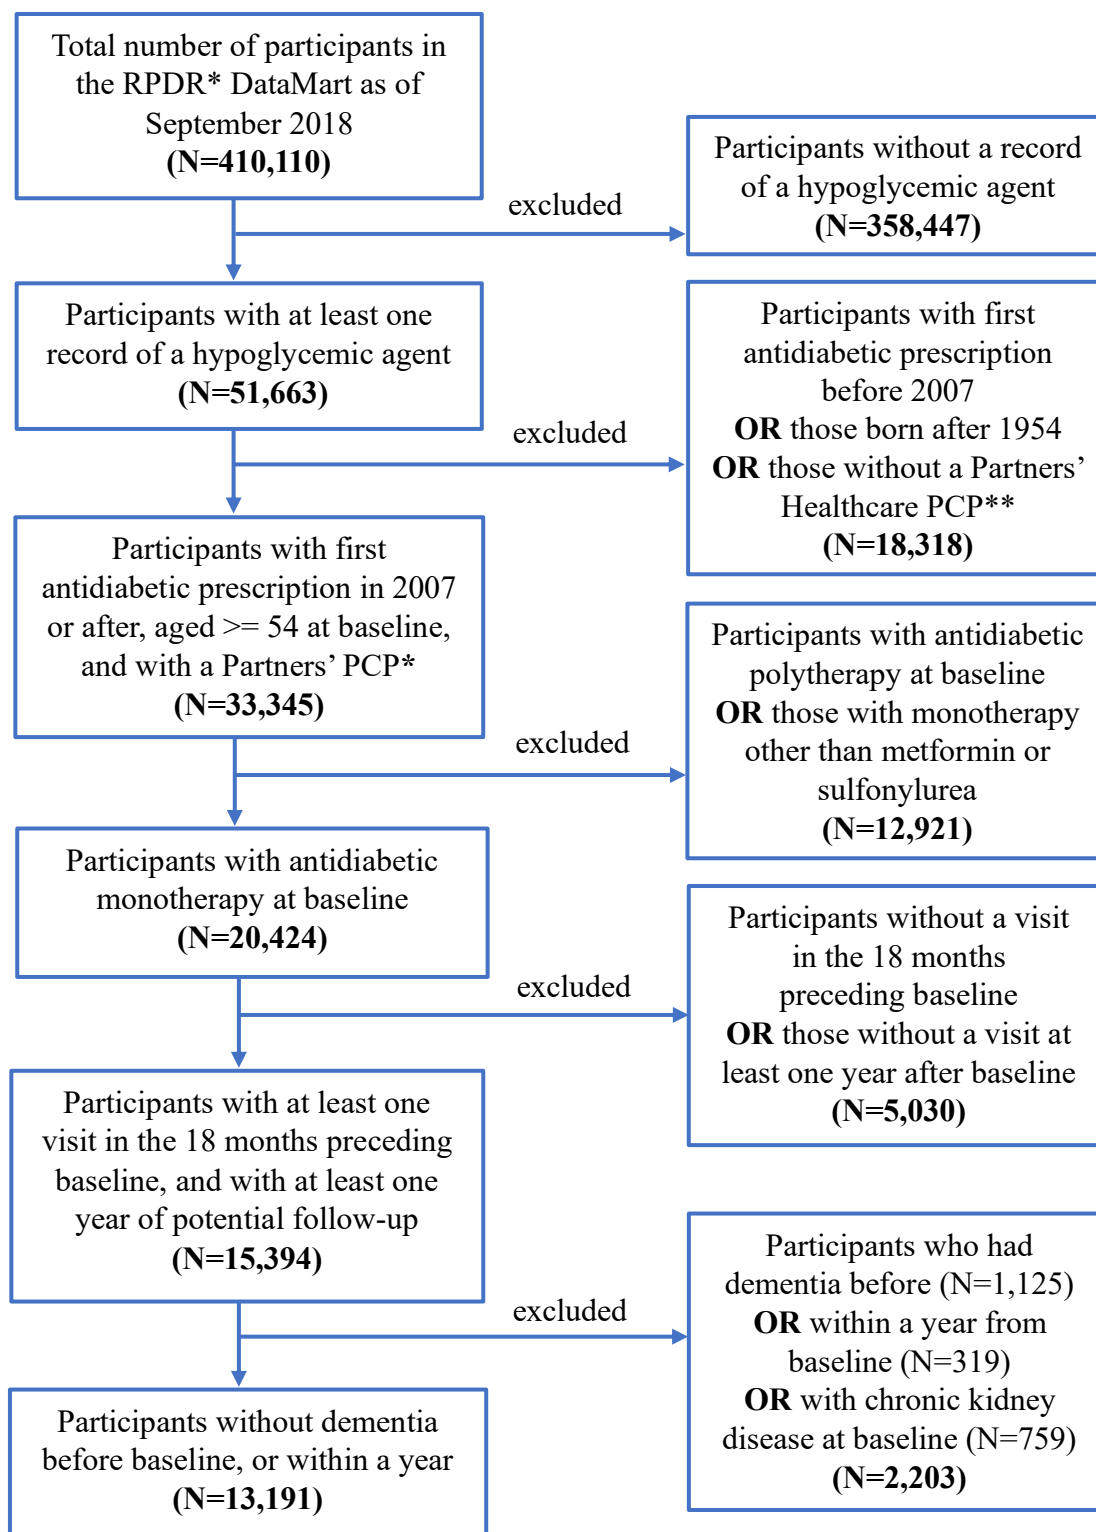 Total number of participants in
the RPDR* DataMart as of
September 2018
(N=410,110)
excluded
Participants without a record
of a hypoglycemic agent
(N=358,447)
Participants with at least one
record of a hypoglycemic agent
(N=51,663)
excluded
Participants with first
antidiabetic prescription
before 2007
OR those born after 1954
OR those without a Partners’
Healthcare PCP**
(N=18,318)
Participants with first
antidiabetic prescription in 2007
or after, aged >= 54 at baseline,
and with a Partners’ PCP*
(N=33,345)
excluded
Participants with antidiabetic
polytherapy at baseline
OR those with monotherapy
other than metformin or
sulfonylurea
(N=12,921)
Participants with antidiabetic
monotherapy at baseline
(N=20,424)
excluded
Participants without a visit
in the 18 months
preceding baseline
OR those without a visit at
least one year after baseline
(N=5,030)
Participants with at least one
visit in the 18 months preceding
baseline, and with at least one
year of potential follow-up
(N=15,394)
excluded
Participants who had
dementia before (N=1,125)
OR within a year from
baseline (N=319)
OR with chronic kidney
disease at baseline (N=759)
(N=2,203)
Participants without dementia
before baseline, or within a year
(N=13,191)